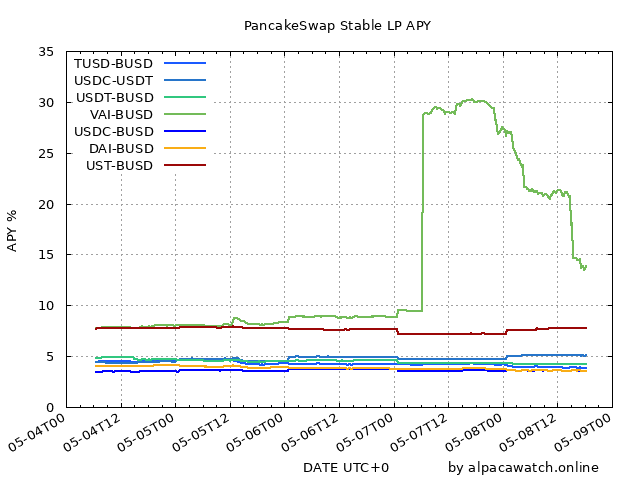 PancakeSwap Stable LP APY
35
30
25
20
15
10
5
0
APY %
TUSD-BUSD
USDC-USDT
USDT-BUSD
VAI-BUSD
USDC-BUSD
DAI-BUSD
UST-BUSD
05-04T00
05-04T12
05-05T00
05-05T12
05-06T00
05-06T12
05-07T00
05-07T12
05-08T00
05-08T12
05-09T00
DATE UTC+0
by alpacawatch.online